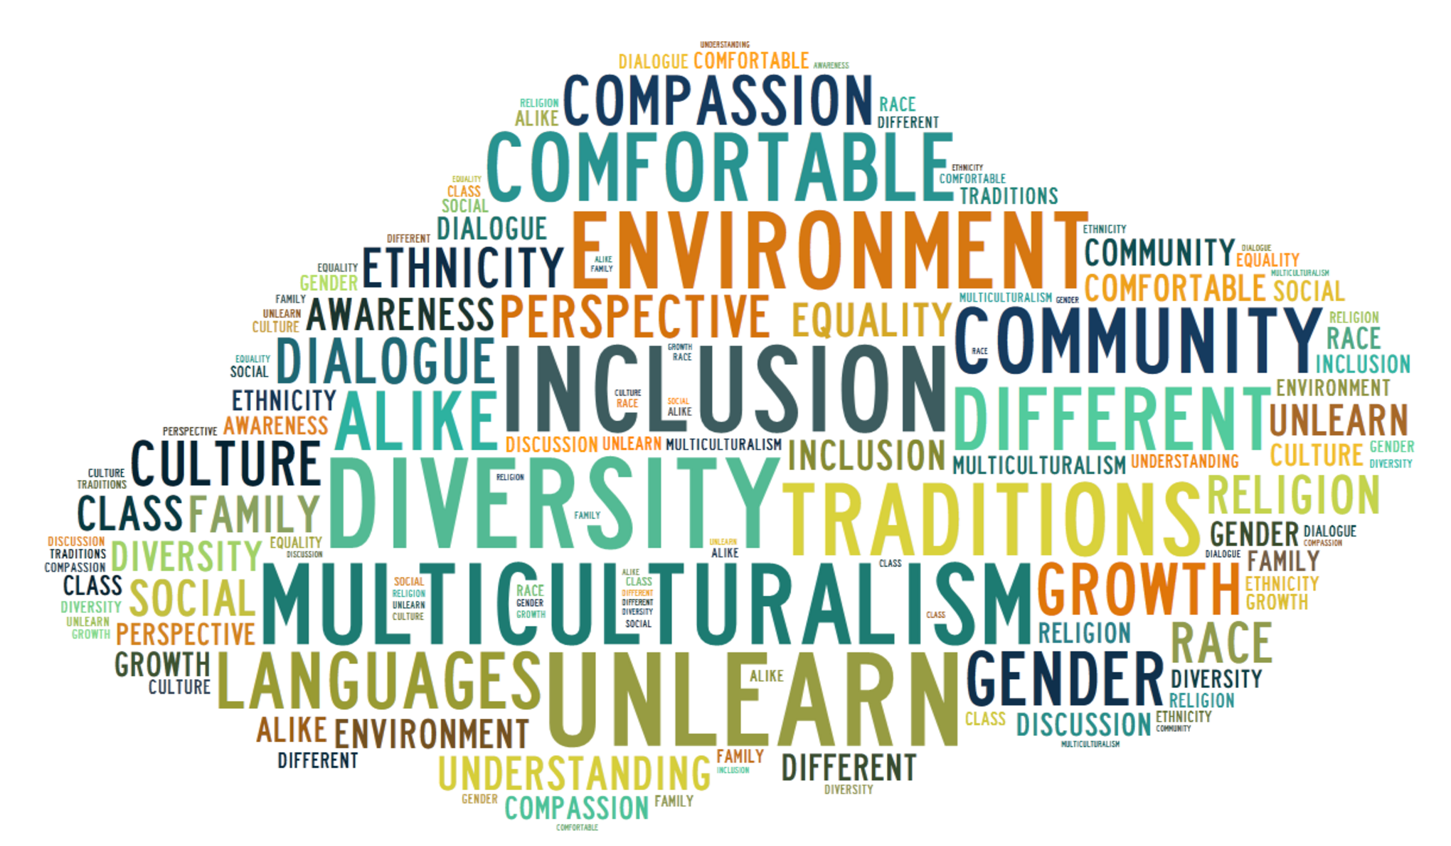 UNDERSTANDING
DIALOGUE COMFORTABLE AWARENESS
RELIGION COMPASSION RACE
ALIKE DIFFERENT
COMFORTABLE ETHNICITY
EQUALITY COMFORTABLE
CLASS TRADITIONS
SOCIAL
DIALOGUE ENVIRONMENT ETHNICITY
DIFFERENT COMMUNITY DIALOGUE
ETHNICITY ALIKE EQUALITY
EQUALITY FAMILY MULTICULTURALISM
GENDER COMFORTABLE SOCIAL
FAMILY MULTICULTURALISM GENDER
UNLEARN AWARENESS PERSPECTIVE EQUALITY COMMUNITY RELIGION
CULTURE RACE
DIALOGUE INCLUSION GROWTH RACE
EQUALITY RACE INCLUSION
SOCIAL
ETHNICITY CULTURE SOCIAL ENVIRONMENT
ALIKE RACE ALIKE DIFFERENT UNLEARN
AWARENESS
PERSPECTIVE DISCUSSION UNLEARN MULTICULTURALISM INCLUSION GENDER
CULTURE MULTICULTURALISM UNDERSTANDING CULTURE DIVERSITY
CULTURE DIVERSITY RELIGION
TRADITIONS TRADITIONS RELIGION
CLASS FAMILY FAMILY
GENDER DIALOGUE
DISCUSSION EQUALITY UNLEARN COMPASSION
TRADITIONS DIVERSITY DISCUSSION ALIKE DIALOGUE FAMILY
COMPASSION CLASS
CLASS MULTICULTURALISM GROWTH ETHNICITY
SOCIAL SOCIAL RACE ALIKE GROWTH
DIVERSITY RELIGION GENDER CLASS
UNLEARN UNLEARN GROWTH DIFFERENT CLASS
GROWTH CULTURE DIFFERENT
PERSPECTIVE DIVERSITY RELIGION RACE
SOCIAL
GROWTH LANGUAGES UNLEARN GENDER DIVERSITY
CULTURE ALIKE RELIGION
ALIKE ENVIRONMENT CLASS DISCUSSION ETHNICITY
COMMUNITY
MULTICULTURALISM
DIFFERENT FAMILY DIFFERENT
UNDERSTANDING INCLUSION
DIVERSITY
GENDER COMPASSION FAMILY
COMFORTABLE